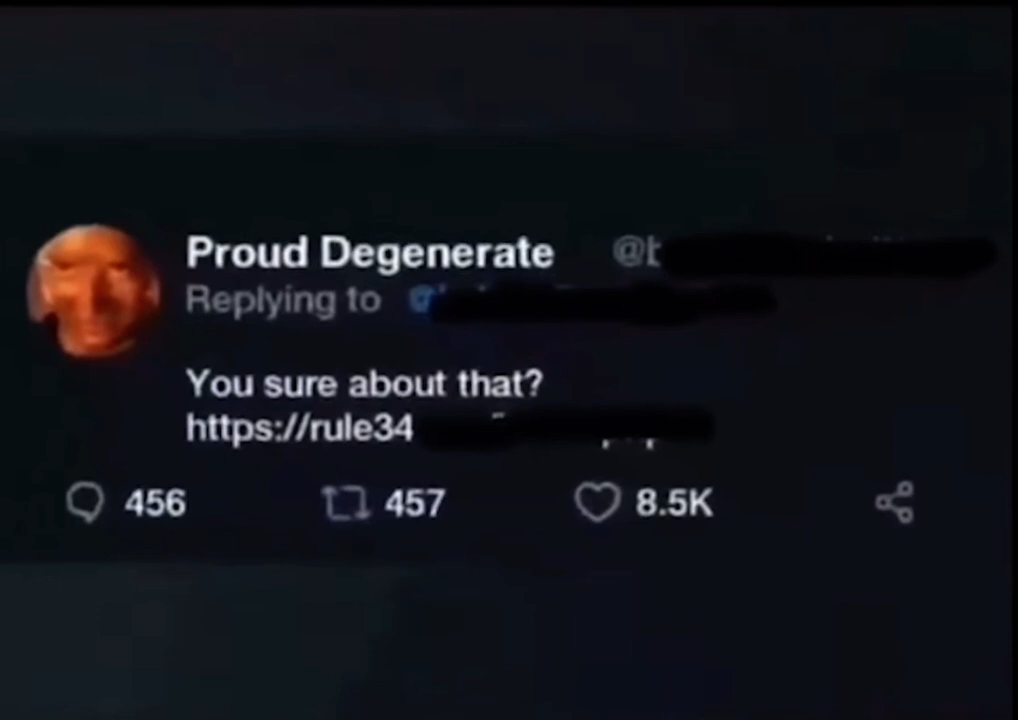 Proud Degenerate
Replying to
You sure about that?
https://rule34
456 457 8.5K